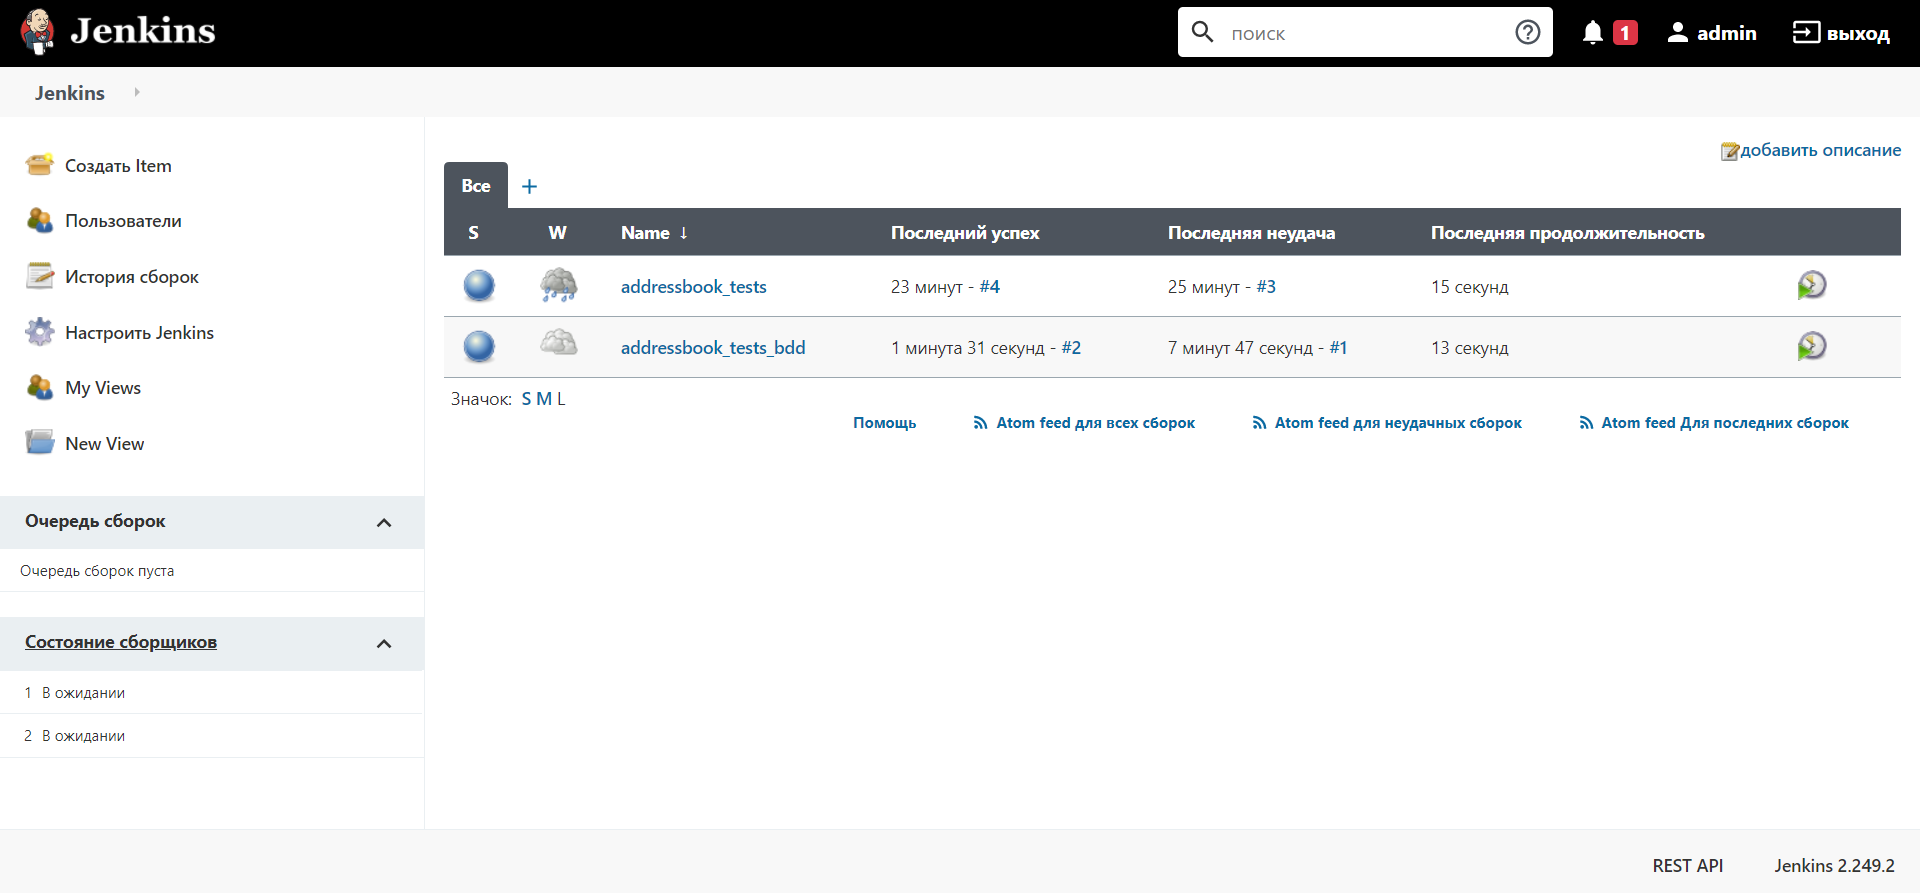 Jenkins
поиск
1
admin
выход
Jenkins
Создать Item
Пользователи
История сборок
Настроить Jenkins
My Views
New View
Очередь сборок
Очередь сборок пуста
Состояние сборщиков
1 В ожидании
2 В ожидании
добавить описание
Все +
S W Name ↓ Последний успех Последняя неудача Последняя продолжительность
addressbook_tests 23 минут - #4 25 минут - #3 15 секунд
addressbook_tests_bdd 1 минута 31 секунд - #2 7 минут 47 секунд - #1 13 секунд
Значок: S M L
Помощь Atom feed для всех сборок Atom feed для неудачных сборок Atom feed Для последних сборок
REST API Jenkins 2.249.2